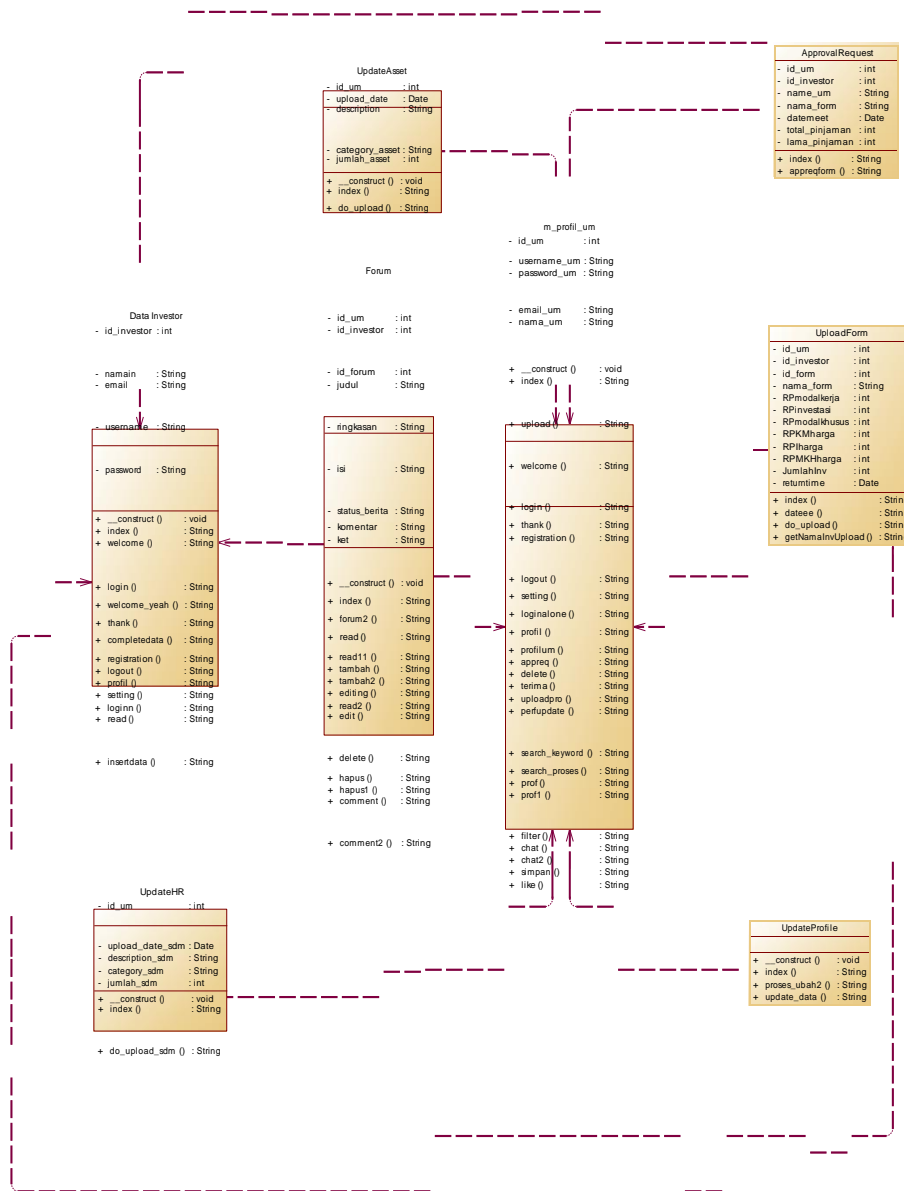 UpdateAsset
- id_um : int
- upload_date : Date
- description : String
- category_asset : String
- jumlah_asset : int
+ __construct () : void
+ index () : String
+ do_upload () : String
ApprovalRequest
- id_um : int
- id_investor : int
- name_um : String
- nama_form : String
- datemeet : Date
- total_pinjaman : int
- lama_pinjaman : int
+ index () : String
+ appreqform () : String
Data Investor
- id_investor : int
- namain : String
- email : String
- username : String
- password : String
+ __construct () : void
+ index () : String
+ welcome () : String
+ login () : String
+ welcome_yeah () : String
+ thank () : String
+ completedata () : String
+ registration () : String
+ logout () : String
+ profil () : String
+ setting () : String
+ loginn () : String
+ read () : String
+ insertdata () : String
Forum
- id_um : int
- id_investor : int
- id_forum : int
- judul : String
- ringkasan : String
- isi : String
- status_berita : String
- komentar : String
- ket : String
+ __construct () : void
+ index () : String
+ forum2 () : String
+ read () : String
+ read11 () : String
+ tambah () : String
+ tambah2 () : String
+ editing () : String
+ read2 () : String
+ edit () : String
+ delete () : String
+ hapus () : String
+ hapus1 () : String
+ comment () : String
+ comment2 () : String
m_profil_um
- id_um : int
- username_um : String
- password_um : String
- email_um : String
- nama_um : String
+ __construct () : void
+ index () : String
+ upload () : String
+ welcome () : String
+ login () : String
+ thank () : String
+ registration () : String
+ logout () : String
+ setting () : String
+ loginalone () : String
+ profil () : String
+ profilum () : String
+ appreq () : String
+ delete () : String
+ terima () : String
+ uploadpro () : String
+ perfupdate () : String
+ search_keyword () : String
+ search_proses () : String
+ prof () : String
+ prof1 () : String
+ filter () : String
+ chat () : String
+ chat2 () : String
+ simpan () : String
+ like () : String
UploadForm
- id_um : int
- id_investor : int
- id_form : int
- nama_form : String
- RPmodalkerja : int
- RPinvestasi : int
- RPmodalkhusus : int
- RPKMharga : int
- RPIharga : int
- RPMKHharga : int
- JumlahInv : int
- returntime : Date
+ index () : String
+ dateee () : String
+ do_upload () : String
+ getNamaInvUpload () : String
UpdateHR
- id_um : int
- upload_date_sdm : Date
- description_sdm : String
- category_sdm : String
- jumlah_sdm : int
+ __construct () : void
+ index () : String
+ do_upload_sdm () : String
UpdateProfile
+ __construct () : void
+ index () : String
+ proses_ubah2 () : String
+ update_data () : String